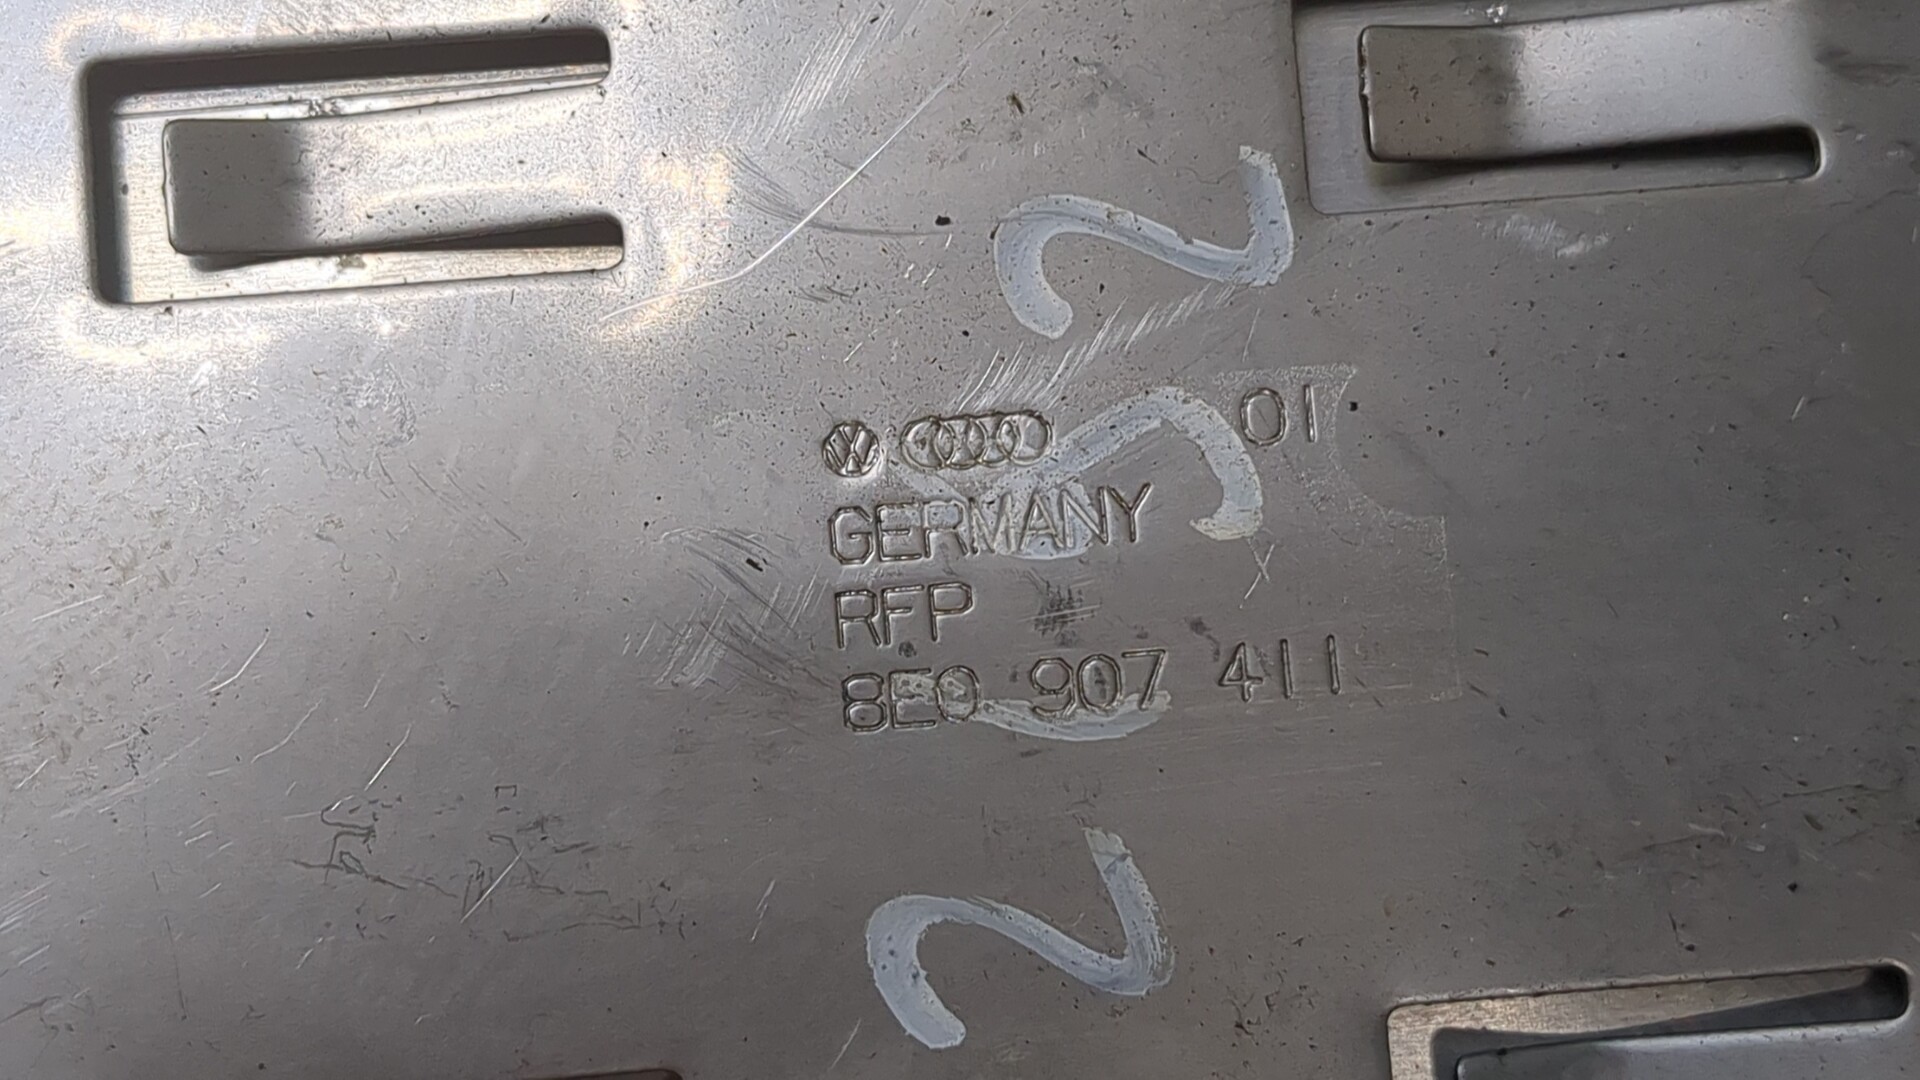 01
GERMANY
RFP
8E0 907 411